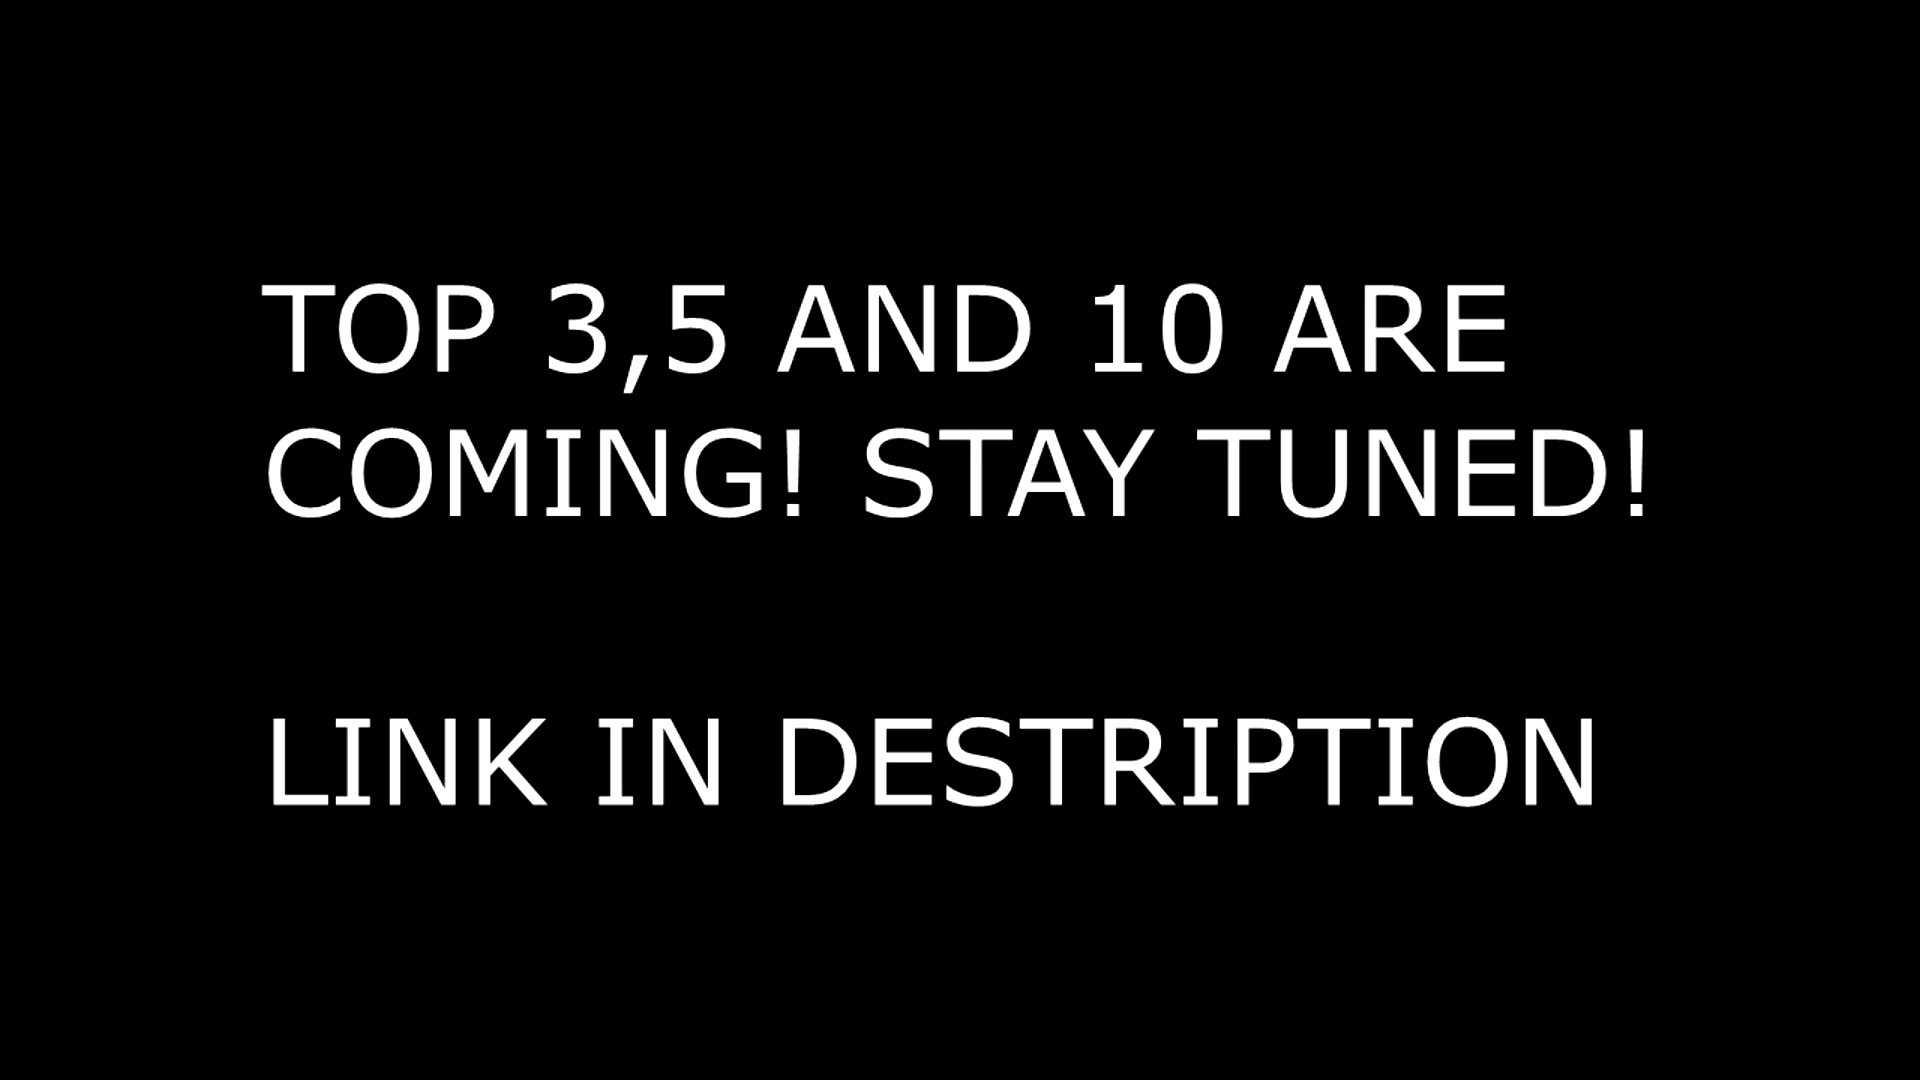 TOP 3,5 AND 10 ARE
COMING! STAY TUNED!
LINK IN DESTRIPTION